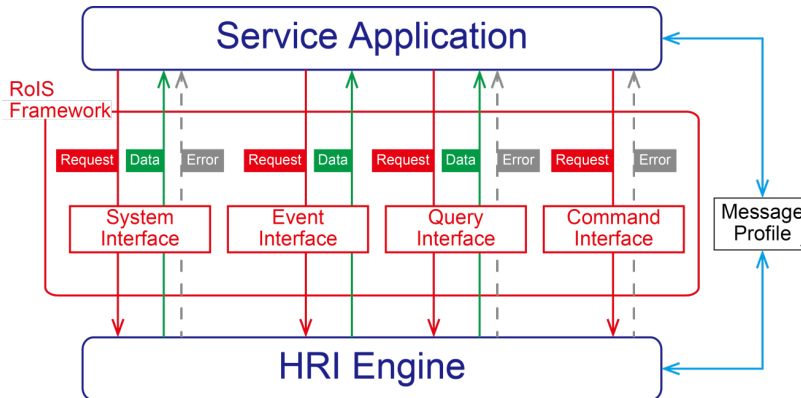 Service Application
RoIS
Framework
Request Data Error Request Data Request Data Error Request Error
System
Interface
Event
Interface
Query
Interface
Command
Interface
Message
Profile
HRI Engine